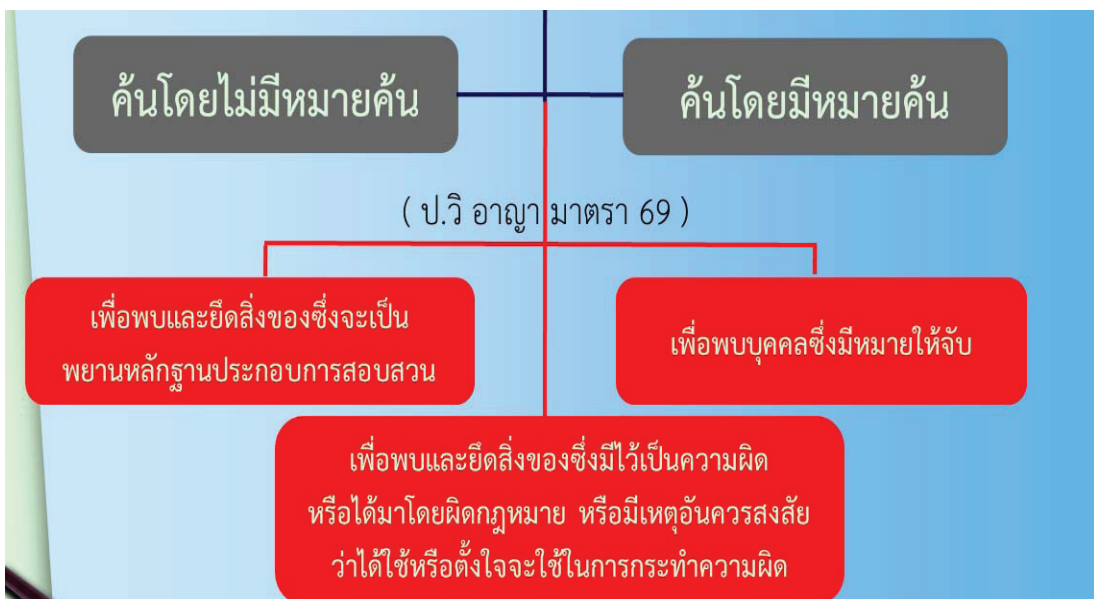 ค้นโดยไม่มีหมายค้น
ค้นโดยมีหมายค้น
( ป.วิ อาญา มาตรา 69 )
เพื่อพบและยึดสิ่งของซึ่งจะเป็น
พยานหลักฐานประกอบการสอบสวน
เพื่อพบบุคคลซึ่งมีหมายให้จับ
เพื่อพบและยึดสิ่งของซึ่งมีไว้เป็นความผิด
หรือได้มาโดยผิดกฎหมาย หรือมีเหตุอันควรสงสัย
ว่าได้ใช้หรือตั้งใจจะใช้ในการกระทำความผิด